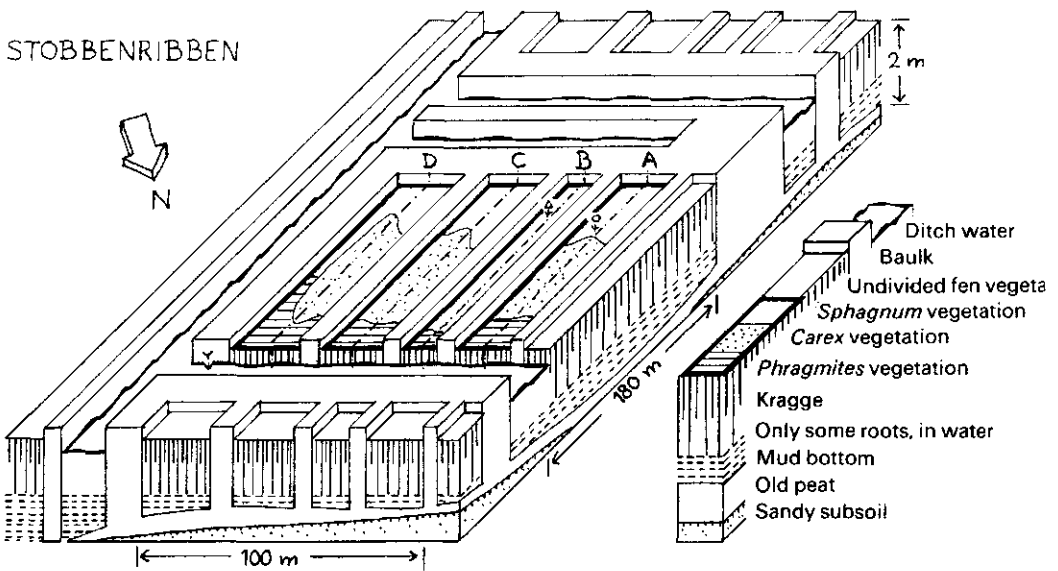 STOBBENRIBBEN
N
2 m
D C B A
180 m
100 m
Ditch water
Baulk
Undivided fen vegeta
Sphagnum vegetation
Carex vegetation
Phragmites vegetation
Kragge
Only some roots, in water
Mud bottom
Old peat
Sandy subsoil